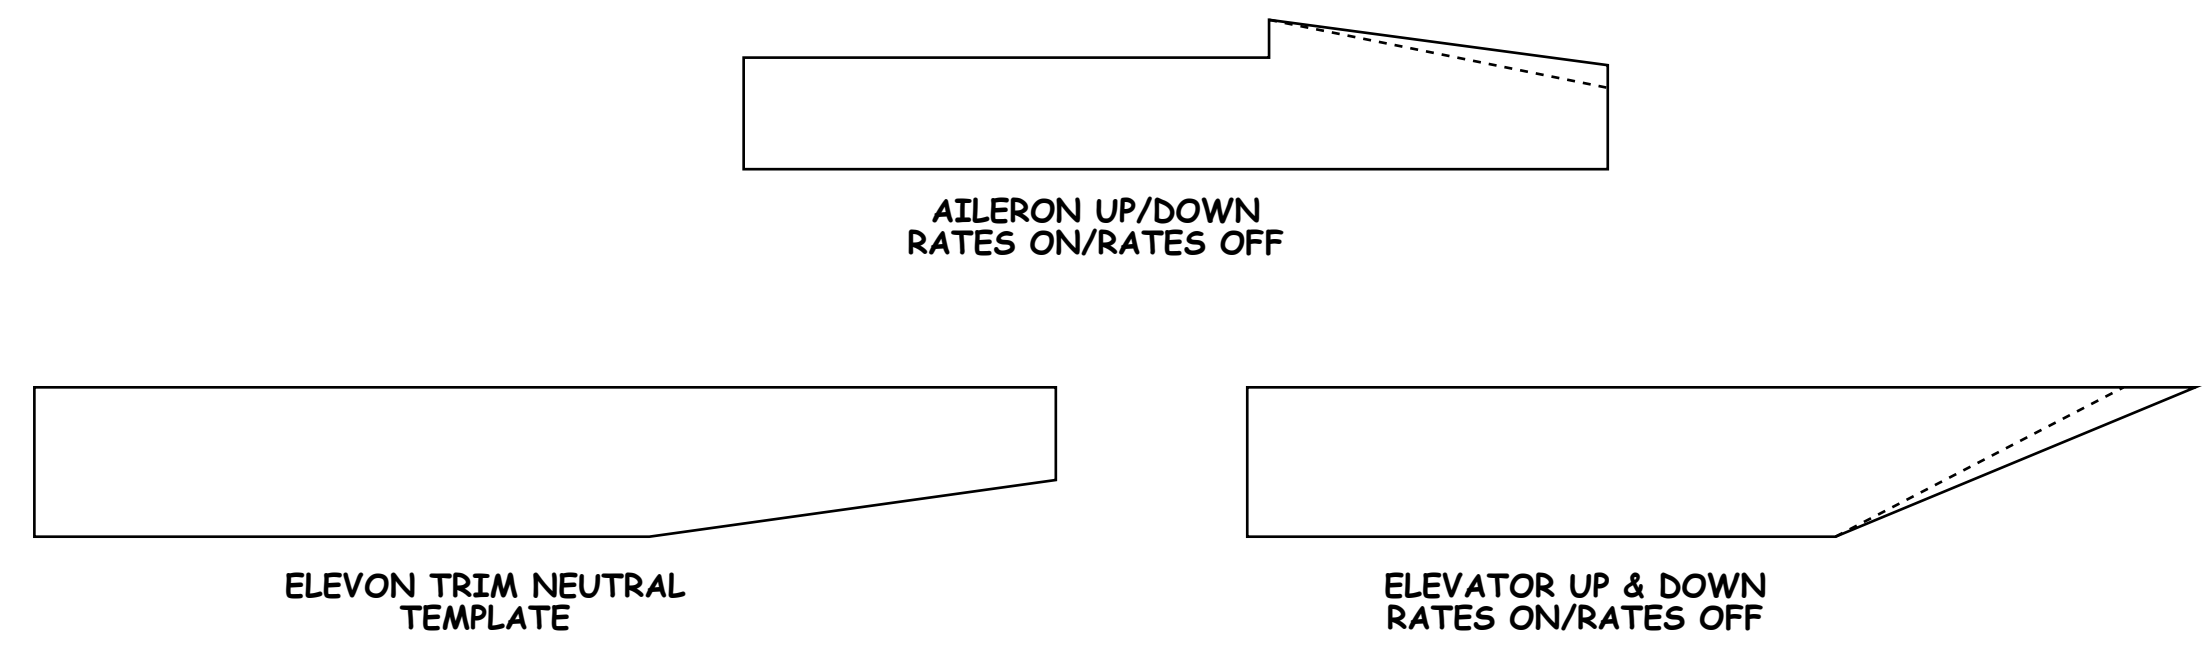 AILERON UP/DOWN
RATES ON/RATES OFF
ELEVON TRIM NEUTRAL
TEMPLATE
ELEVATOR UP & DOWN
RATES ON/RATES OFF